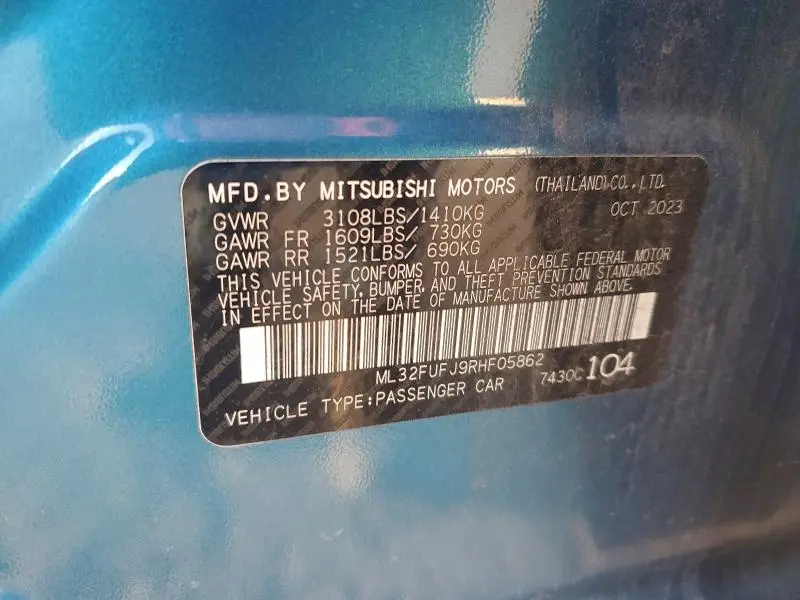 MFD.BY MITSUBISHI MOTORS (THAILAND)CO.,LTD.
OCT 2023
GVWR 3108LBS/1410KG
GAWR FR 1609LBS/ 730KG
GAWR RR 1521LBS/ 690KG
THIS VEHICLE CONFORMS TO ALL APPLICABLE FEDERAL MOTOR
VEHICLE SAFETY, BUMPER, AND THEFT PREVENTION STANDARDS
IN EFFECT ON THE DATE OF MANUFACTURE SHOWN ABOVE.
ML32FUFJ9RHF05862
VEHICLE TYPE:PASSENGER CAR 7430C 104